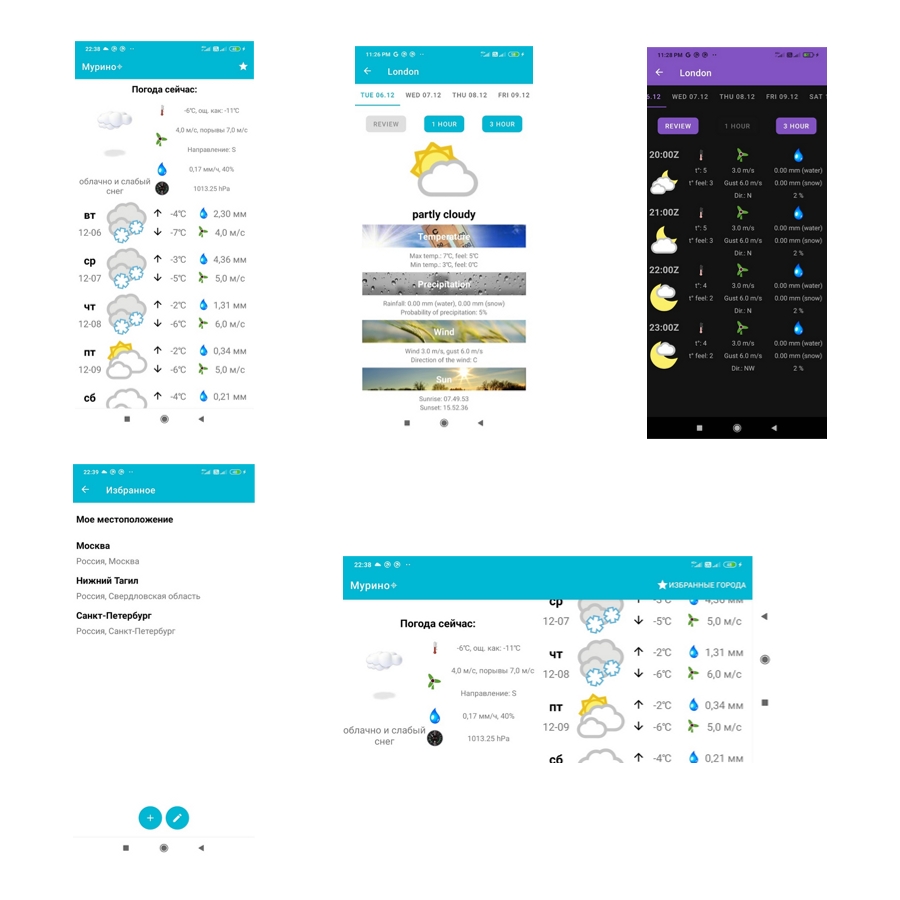 22:38
Мурино
Погода сейчас:
-6℃, ощ. как: -11℃
4,0 м/с, порывы 7,0 м/с
Направление: S
0,17 мм/ч, 40%
облачно и слабый
снег
1013.25 hPa
вт
-4℃ 2,30 мм
12-06 -7℃ 4,0 м/с
ср
-3℃ 4,36 мм
12-07 -5℃ 5,0 м/с
чт
-2℃ 1,31 мм
12-08 -6℃ 6,0 м/с
пт
-2℃ 0,34 мм
12-09 -6℃ 5,0 м/с
сб -4℃ 0,21 мм
11:26 PM
London
TUE 06.12 WED 07.12 THU 08.12 FRI 09.12
REVIEW 1 HOUR 3 HOUR
partly cloudy
Temperature
Max temp.: 7℃, feel: 5℃
Min temp.: 3℃, feel: 0℃
Precipitation
Rainfall: 0.00 mm (water), 0.00 mm (snow)
Probability of precipitation: 5%
Wind
Wind 3.0 m/s, gust 6.0 m/s
Direction of the wind: C
Sun
Sunrise: 07.49.53
Sunset: 15.52.36
11:28 PM
London
6.12 WED 07.12 THU 08.12 FRI 09.12 SAT
REVIEW 1 HOUR 3 HOUR
20:00Z
t°: 5 3.0 m/s 0.00 mm (water)
t° feel: 3 Gust 6.0 m/s 0.00 mm (snow)
Dir.: N 2 %
21:00Z
t°: 5 3.0 m/s 0.00 mm (water)
t° feel: 3 Gust 6.0 m/s 0.00 mm (snow)
Dir.: N 2 %
22:00Z
t°: 4 3.0 m/s 0.00 mm (water)
t° feel: 2 Gust 6.0 m/s 0.00 mm (snow)
Dir.: N 2 %
23:00Z
t°: 4 3.0 m/s 0.00 mm (water)
t° feel: 2 Gust 6.0 m/s 0.00 mm (snow)
Dir.: NW 2 %
22:39
Избранное
Мое местоположение
Москва
Россия, Москва
Нижний Тагил
Россия, Свердловская область
Санкт-Петербург
Россия, Санкт-Петербург
22:38
Мурино ИЗБРАННЫЕ ГОРОДА
Погода сейчас:
-6℃, ощ. как: -11℃
4,0 м/с, порывы 7,0 м/с
Направление: S
0,17 мм/ч, 40%
облачно и слабый
снег
1013.25 hPa
ср -3℃ 4,36 мм
12-07 -5℃ 5,0 м/с
чт -2℃ 1,31 мм
12-08 -6℃ 6,0 м/с
пт -2℃ 0,34 мм
12-09 -6℃ 5,0 м/с
сб -4℃ 0,21 мм